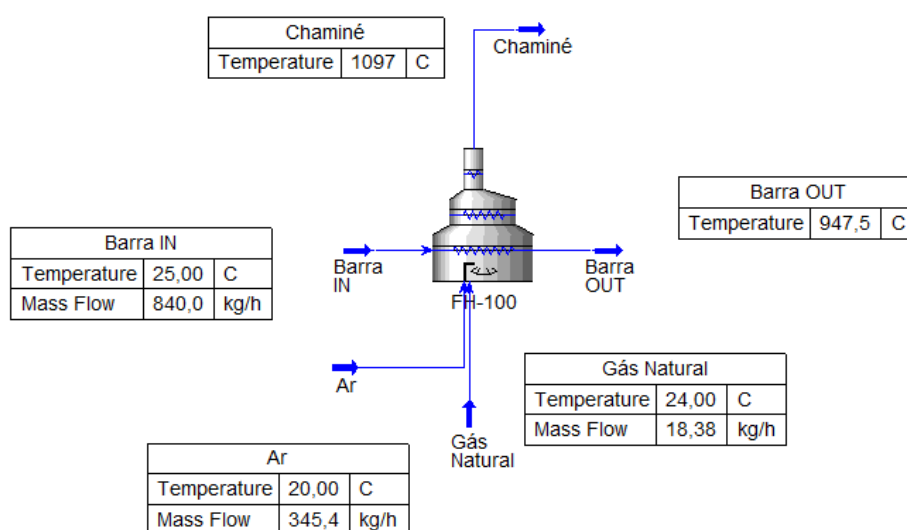 Chaminé
Temperature 1097 C
Chaminé
Barra OUT
Temperature 947,5 C
Barra IN
Temperature 25,00 C
Mass Flow 840,0 kg/h
Barra
IN
Barra
OUT
FH-100
Ar
Gás Natural
Temperature 24,00 C
Mass Flow 18,38 kg/h
Gás
Natural
Ar
Temperature 20,00 C
Mass Flow 345,4 kg/h